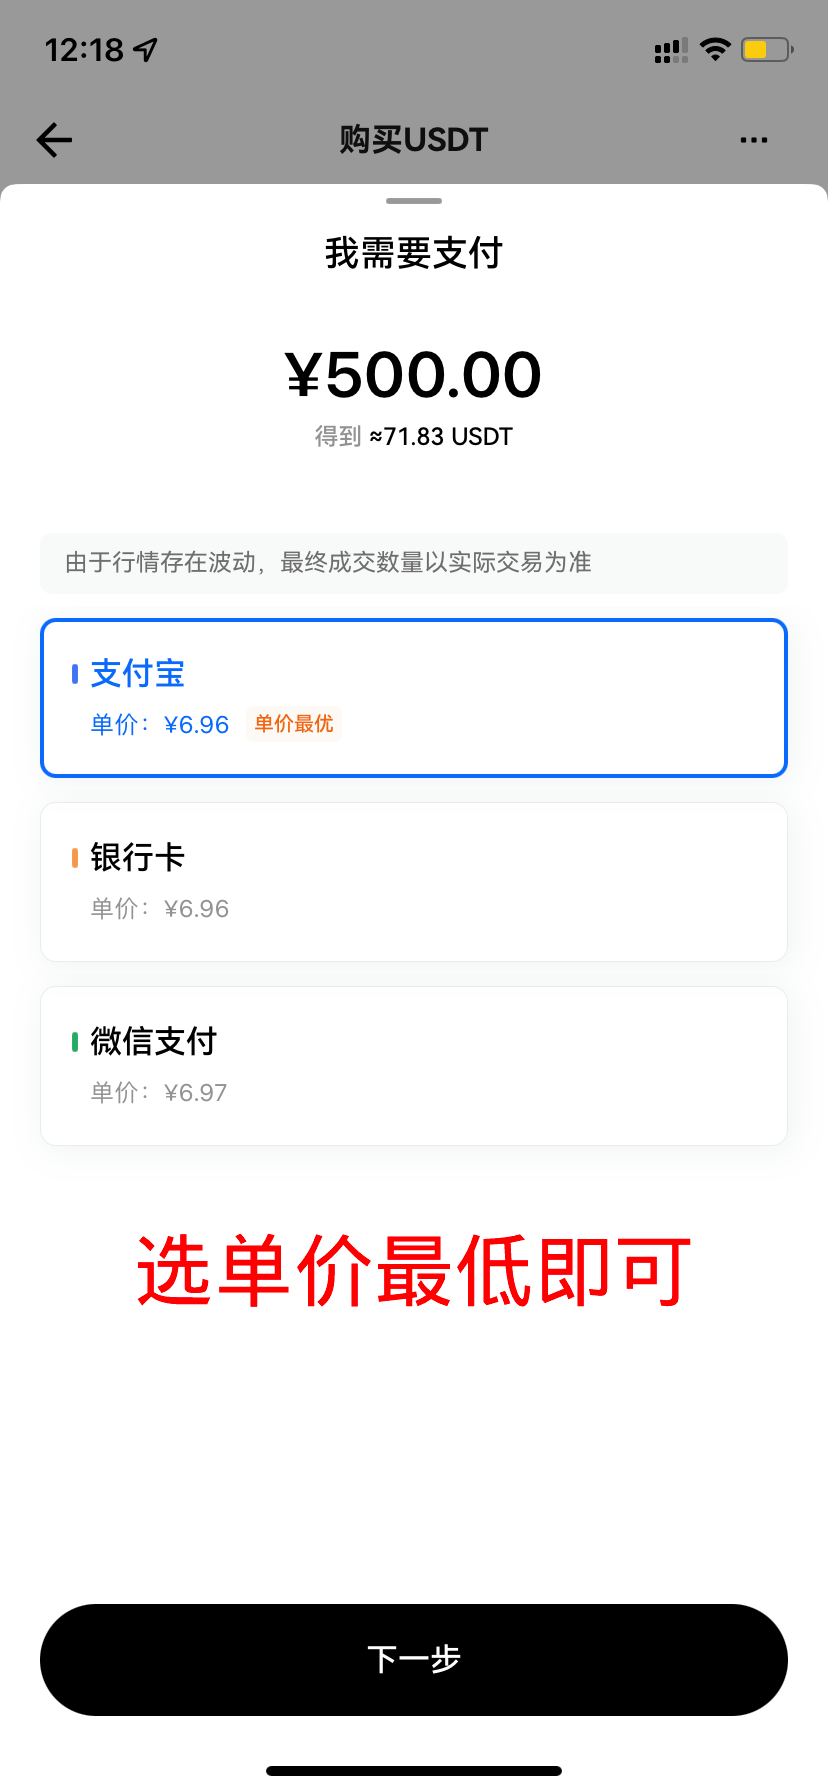 12:18
购买USDT
我需要支付
¥500.00
得到 ≈71.83 USDT
由于行情存在波动，最终成交数量以实际交易为准
支付宝
单价：¥6.96 单价最优
银行卡
单价：¥6.96
微信支付
单价：¥6.97
选单价最低即可
下一步